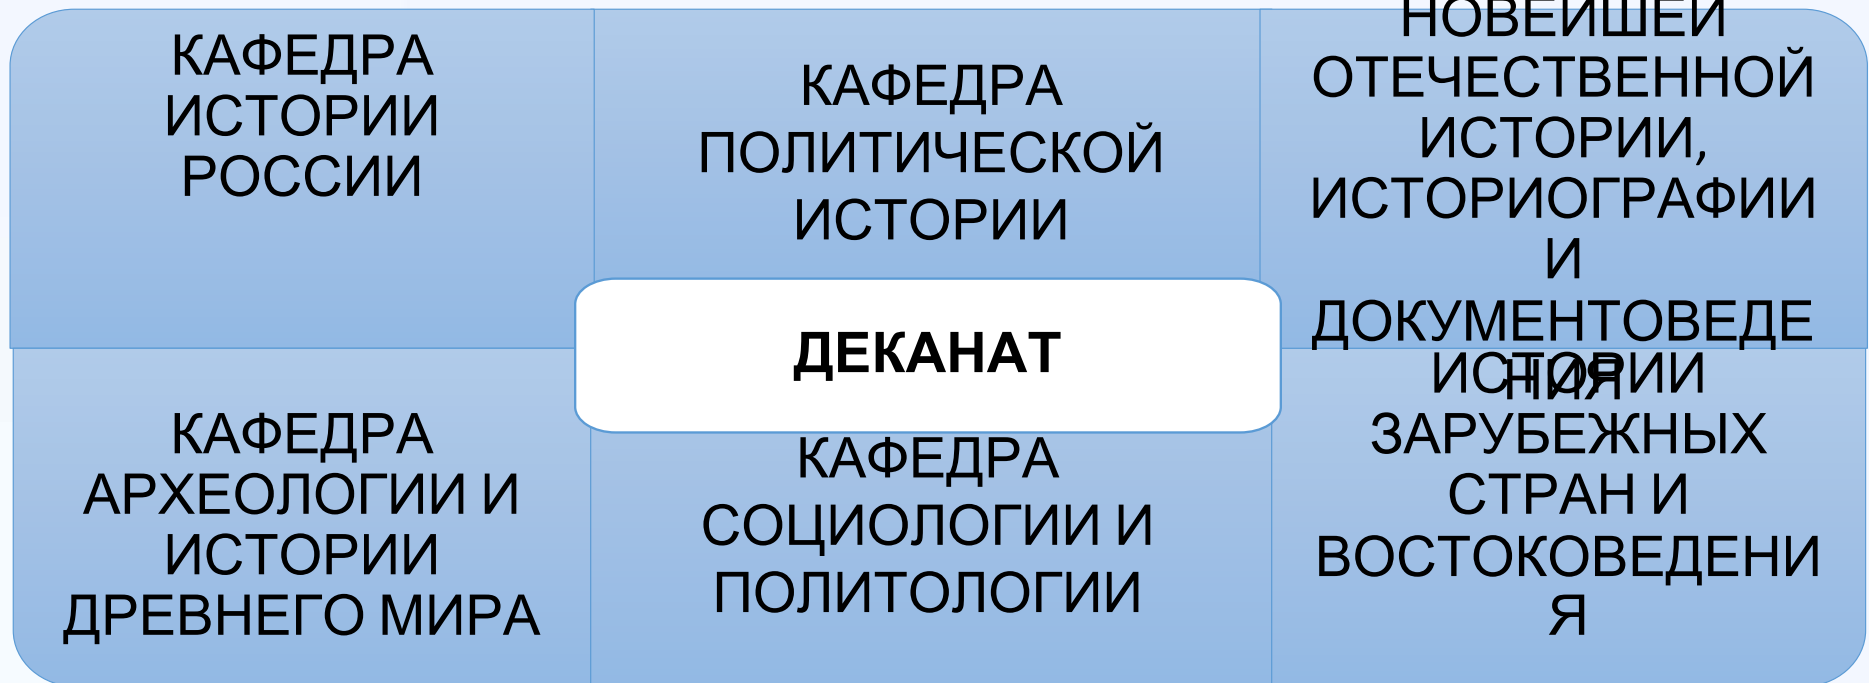 КАФЕДРА
ИСТОРИИ
РОССИИ
КАФЕДРА
ПОЛИТИЧЕСКОЙ
ИСТОРИИ
НОВЕЙШЕЙ
ОТЕЧЕСТВЕННОЙ
ИСТОРИИ,
ИСТОРИОГРАФИИ
И
ДОКУМЕНТОВЕДЕ
НИЯ
ДЕКАНАТ
КАФЕДРА
АРХЕОЛОГИИ И
ИСТОРИИ
ДРЕВНЕГО МИРА
КАФЕДРА
СОЦИОЛОГИИ И
ПОЛИТОЛОГИИ
ИСТОРИИ
ЗАРУБЕЖНЫХ
СТРАН И
ВОСТОКОВЕДЕНИ
Я